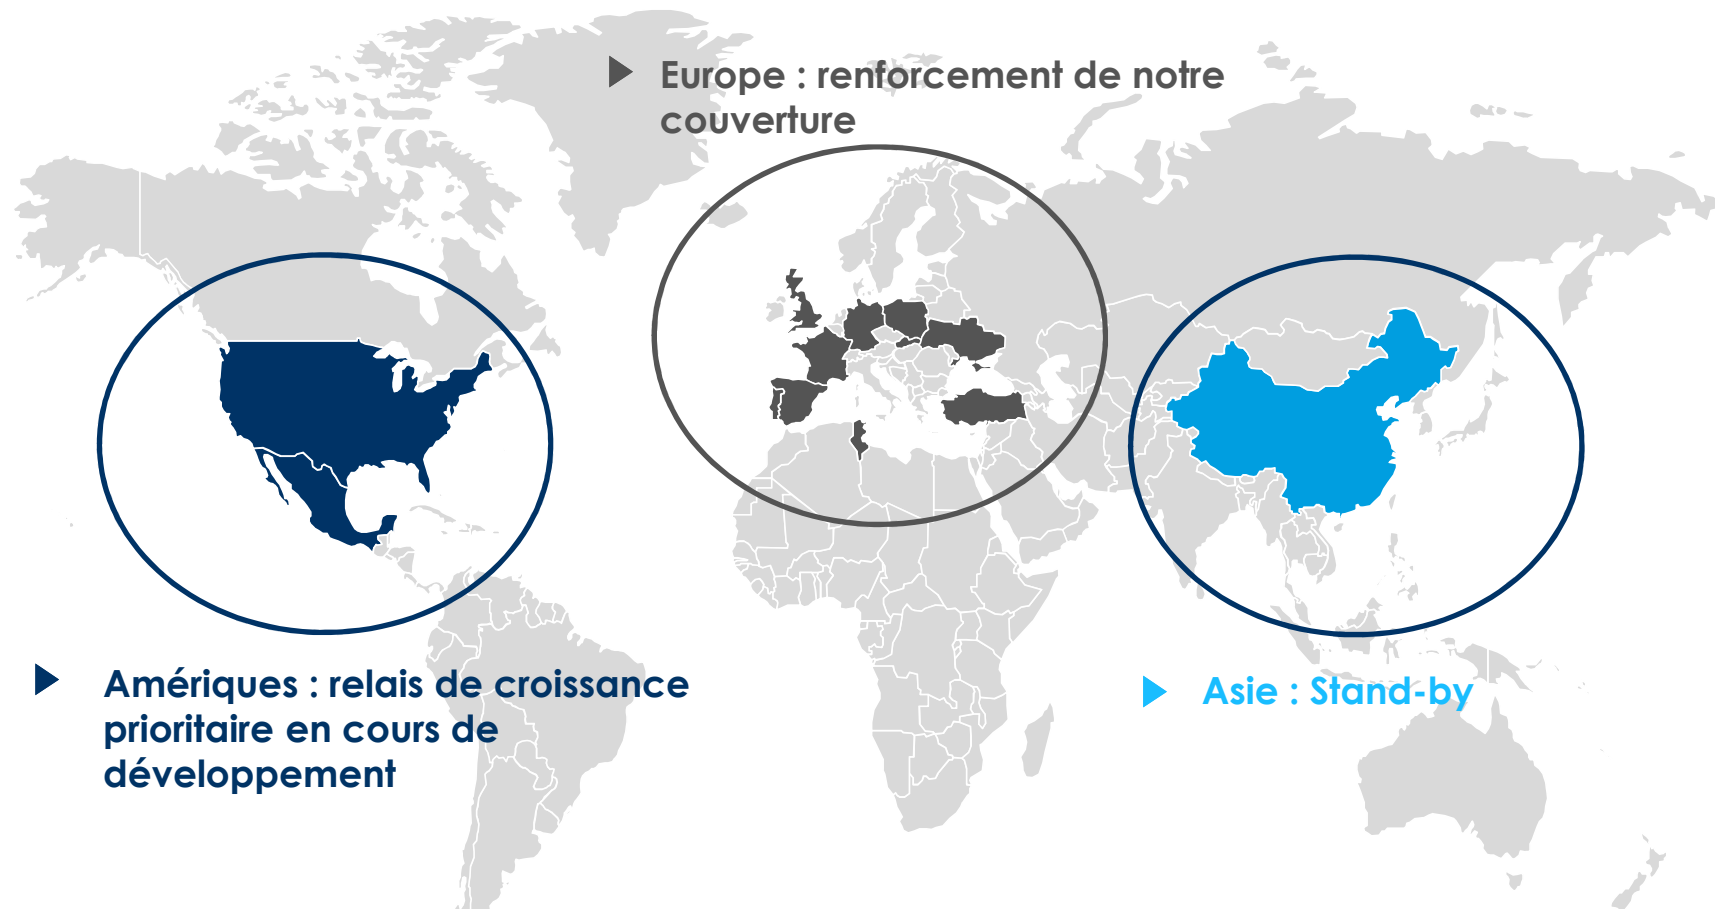 Europe : renforcement de notre
couverture
Amériques : relais de croissance
prioritaire en cours de
développement
Asie : Stand-by